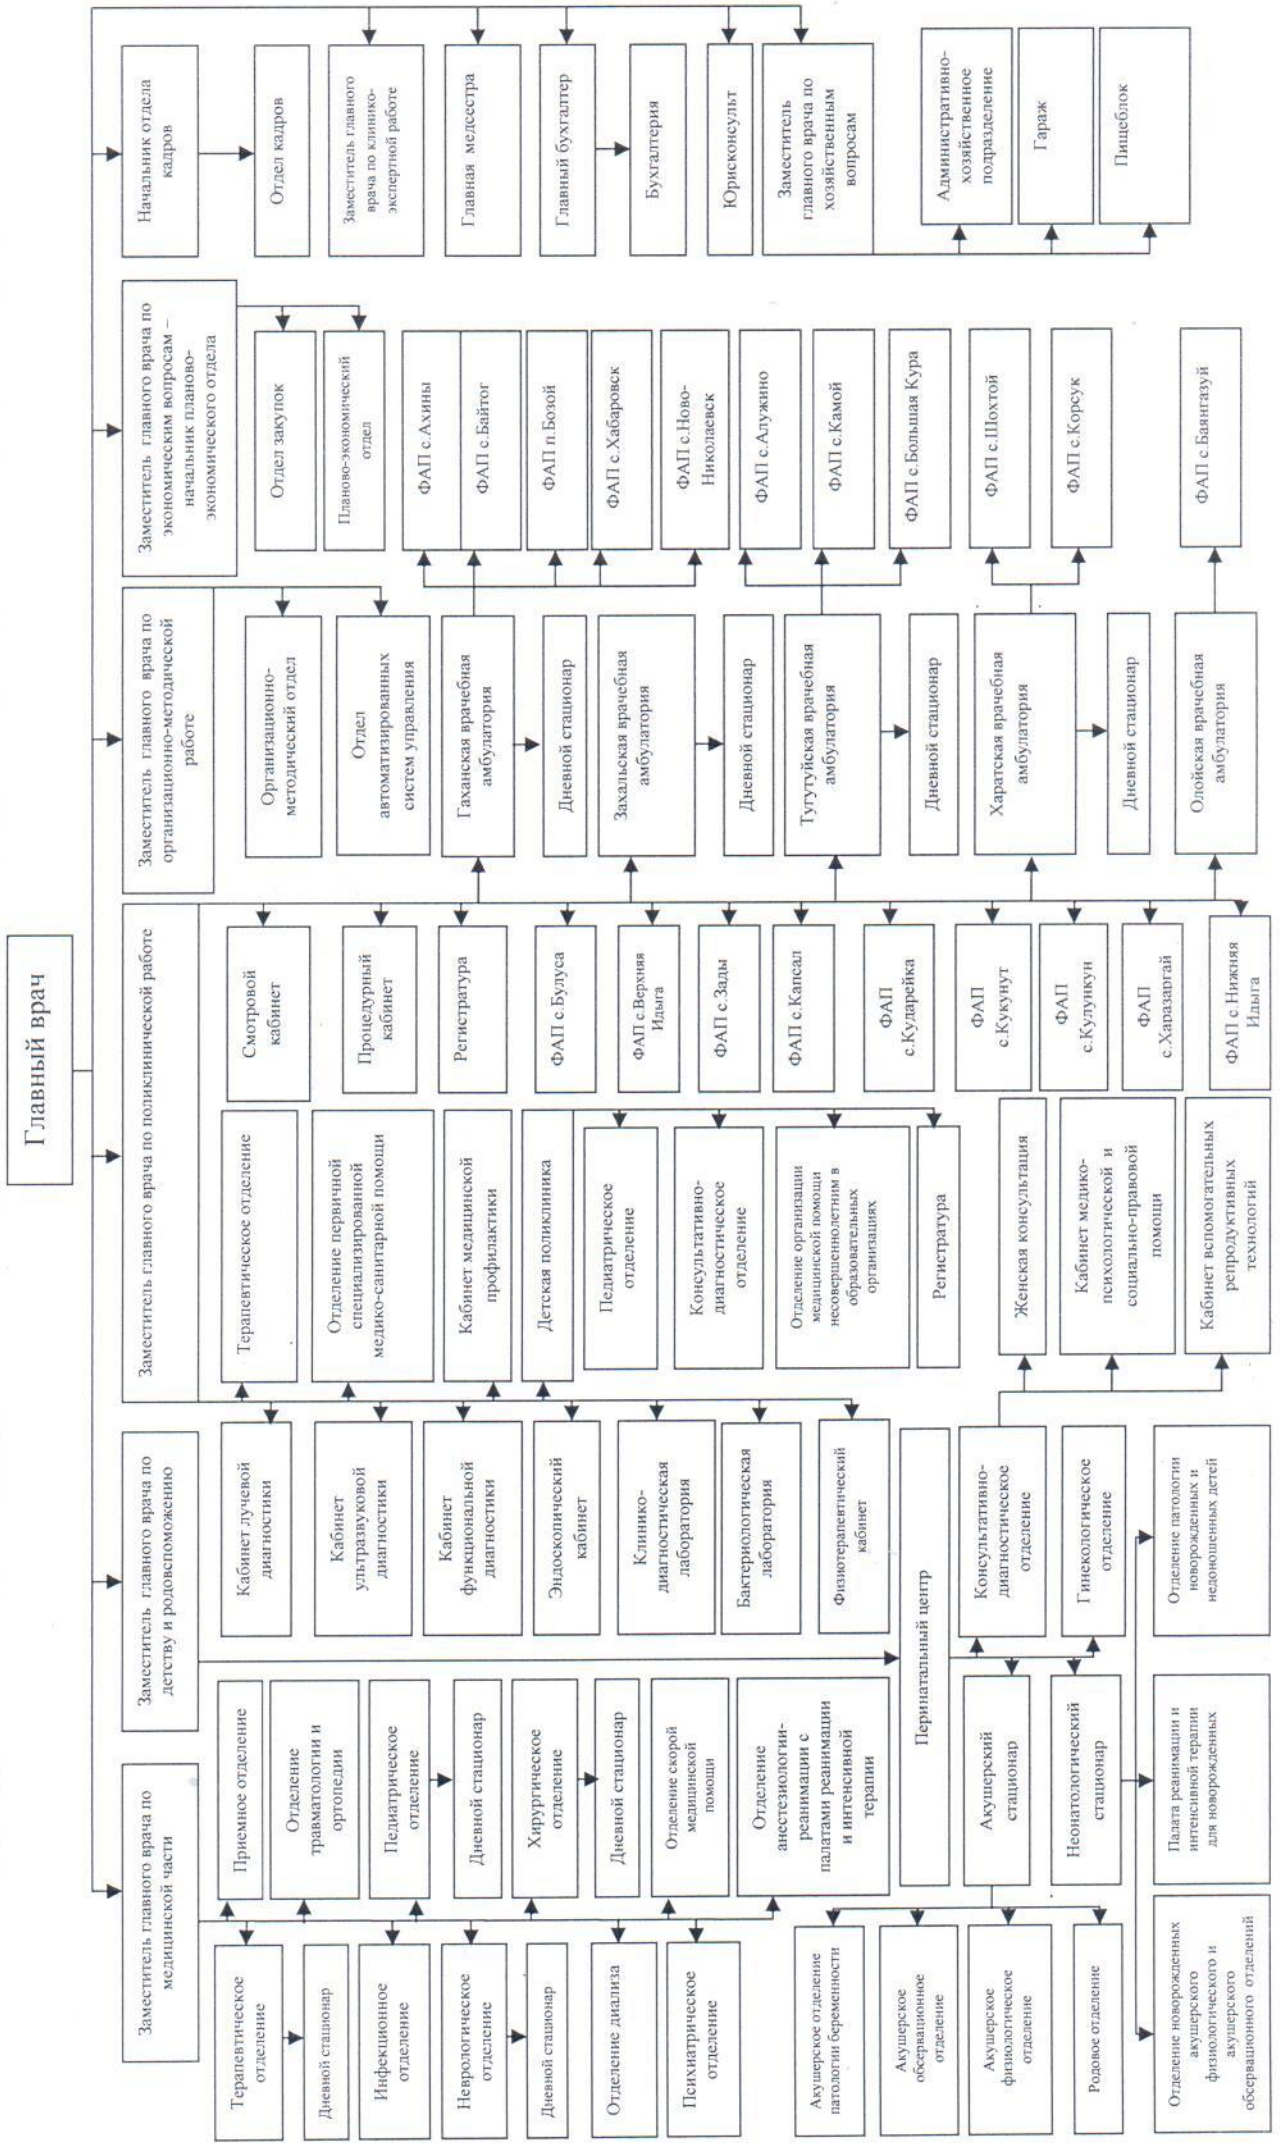 Главный врач
Заместитель главного врача по
медицинской части
Заместитель главного врача по
детству и родовспоможению
Заместитель главного врача по поликлинической работе
Заместитель главного врача по
организационно-методической
работе
Заместитель главного врача по
экономическим вопросам –
начальник планово-
экономического отдела
Начальник отдела
кадров
Терапевтическое
отделение
Дневной стационар
Инфекционное
отделение
Неврологическое
отделение
Дневной стационар
Отделение диализа
Психиатрическое
отделение
Приемное отделение
Отделение
травматологии и
ортопедии
Педиатрическое
отделение
Дневной стационар
Хирургическое
отделение
Дневной стационар
Отделение скорой
медицинской
помощи
Отделение
анестезиологии-
реанимации с
палатами реанимации
и интенсивной
терапии
Перинатальный центр
Акушерский
стационар
Неонатологический
стационар
Консультативно-
диагностическое
отделение
Гинекологическое
отделение
Акушерское отделение
патологии беременности
Акушерское
обсервационное
отделение
Акушерское
физиологическое
отделение
Родовое отделение
Отделение новорожденных
акушерского
физиологического и
акушерского
обсервационного отделений
Палата реанимации и
интенсивной терапии
для новорожденных
Отделение патологии
новорожденных и
недоношенных детей
Женская консультация
Кабинет медико-
психологической и
социально-правовой
помощи
Кабинет вспомогательных
репродуктивных
технологий
Кабинет лучевой
диагностики
Кабинет
ультразвуковой
диагностики
Кабинет
функциональной
диагностики
Эндоскопический
кабинет
Клинико-
диагностическая
лаборатория
Бактериологическая
лаборатория
Физиотерапевтический
кабинет
Терапевтическое отделение
Отделение первичной
специализированной
медико-санитарной помощи
Кабинет медицинской
профилактики
Детская поликлиника
Педиатрическое
отделение
Консультативно-
диагностическое
отделение
Отделение организации
медицинской помощи
несовершеннолетним в
образовательных
организациях
Регистратура
Смотровой
кабинет
Процедурный
кабинет
Регистратура
ФАП с.Булуса
ФАП с.Верхняя
Идыга
ФАП с.Зады
ФАП с.Капсал
ФАП
с.Кударейка
ФАП
с.Кукунут
ФАП
с.Кулункун
ФАП
с.Харазаргай
ФАП с.Нижняя
Идыга
Организационно-
методический отдел
Отдел
автоматизированных
систем управления
Гаханская врачебная
амбулатория
Дневной стационар
Захальская врачебная
амбулатория
Дневной стационар
Тугутуйская врачебная
амбулатория
Дневной стационар
Харатская врачебная
амбулатория
Дневной стационар
Олойская врачебная
амбулатория
Отдел закупок
Планово-экономический
отдел
ФАП с.Ахины
ФАП с.Байтог
ФАП п.Бозой
ФАП с.Хабаровск
ФАП с.Ново-
Николаевск
ФАП с.Алужино
ФАП с.Камой
ФАП с.Большая Кура
ФАП с.Шохтой
ФАП с.Корсук
ФАП с.Баянгазуй
Отдел кадров
Заместитель главного
врача по клинико-
экспертной работе
Главная медсестра
Главный бухгалтер
Бухгалтерия
Юрисконсульт
Заместитель
главного врача по
хозяйственным
вопросам
Административно-
хозяйственное
подразделение
Гараж
Пищеблок